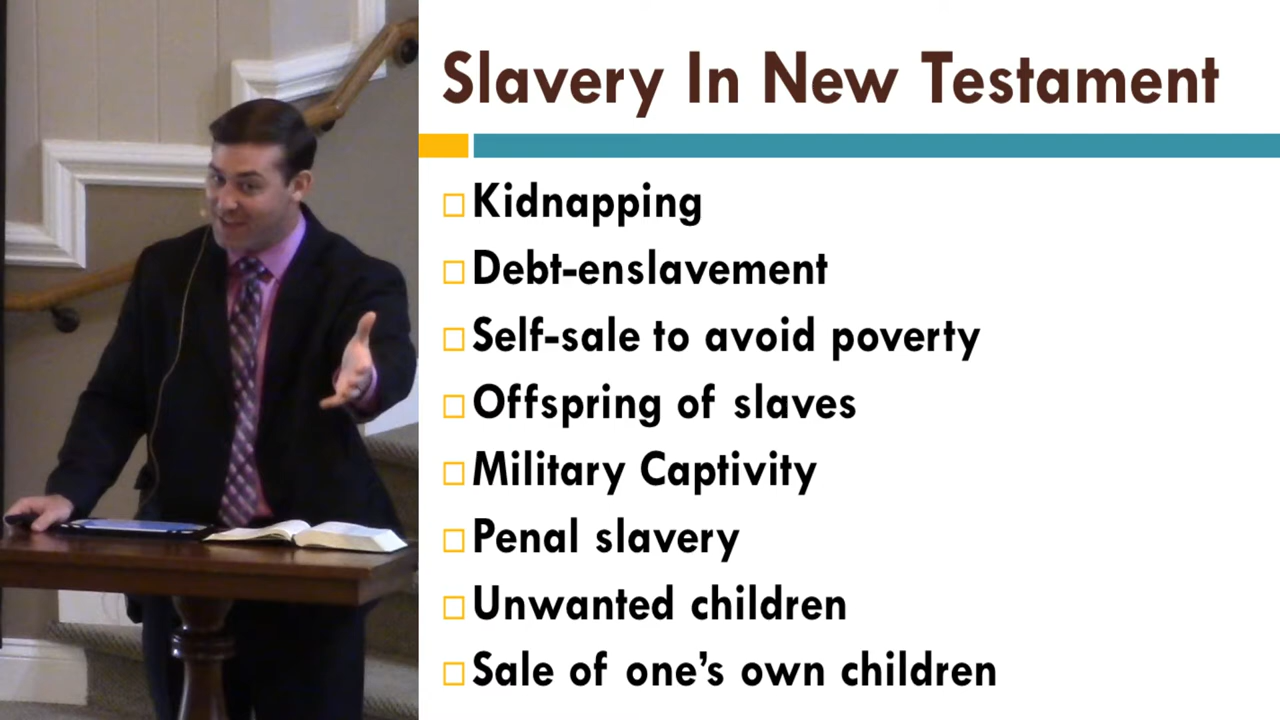 Slavery In New Testament
Kidnapping
Debt-enslavement
Self-sale to avoid poverty
Offspring of slaves
Military Captivity
Penal slavery
Unwanted children
Sale of one’s own children